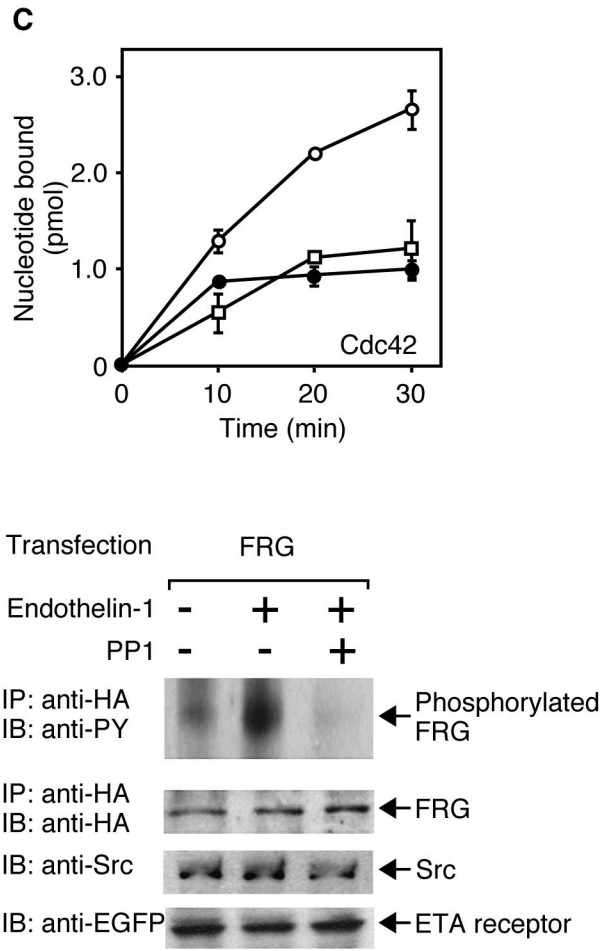 C
Nucleotide bound
(pmol)
3.0
2.0
1.0
0
Cdc42
0 10 20 30
Time (min)
Transfection FRG
Endothelin-1 - + +
PP1 - - +
IP: anti-HA
IB: anti-PY
Phosphorylated
FRG
IP: anti-HA
IB: anti-HA
FRG
IB: anti-Src
Src
IB: anti-EGFP
ETA receptor